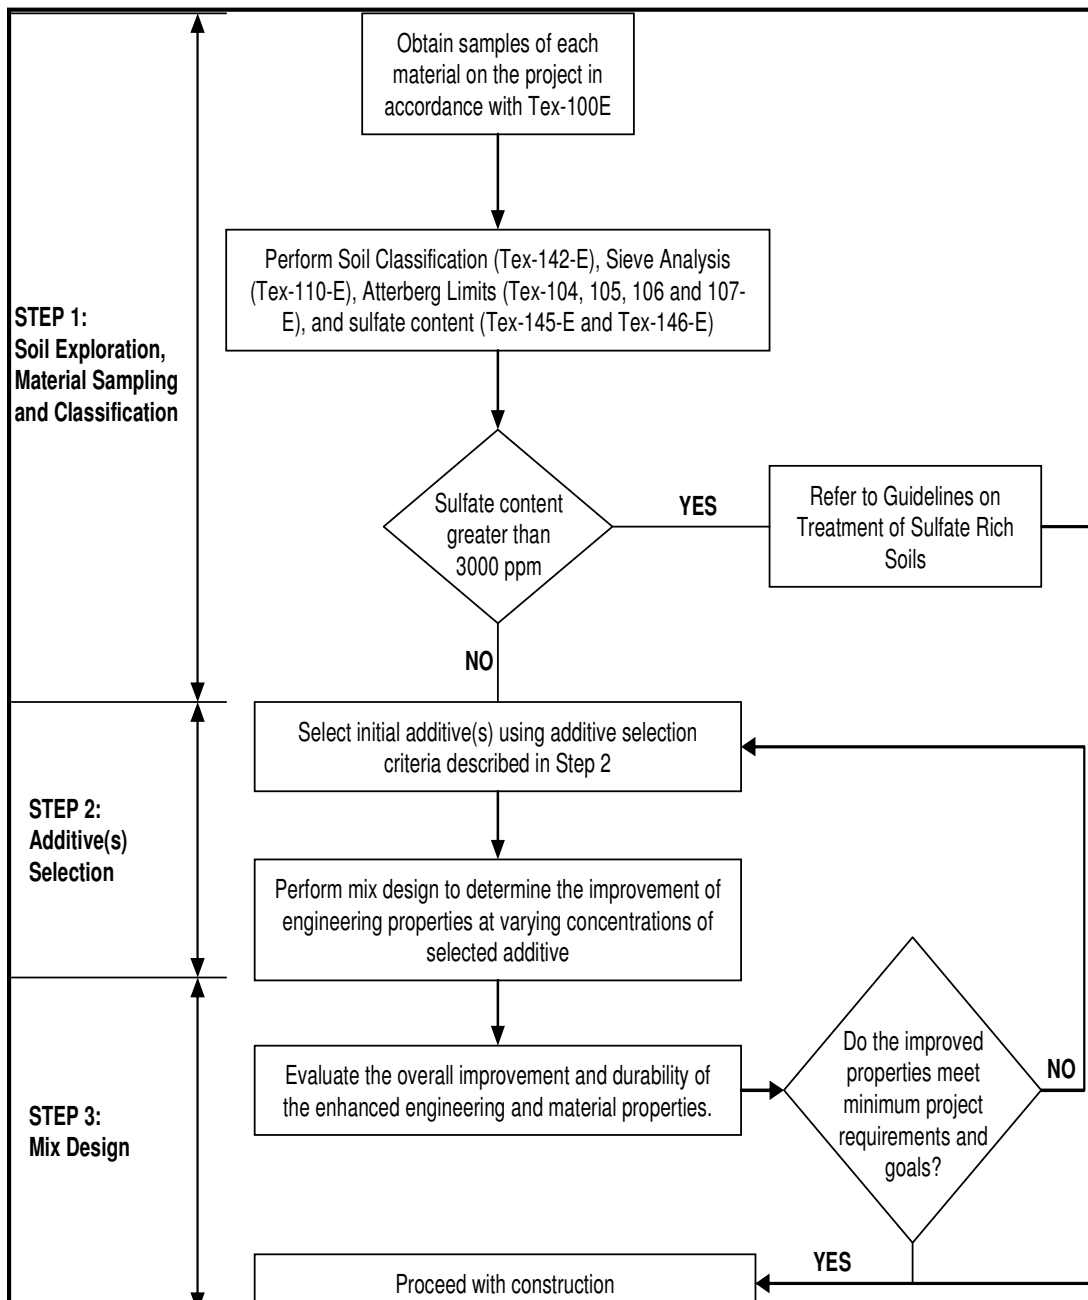 Obtain samples of each
material on the project in
accordance with Tex-100E
Perform Soil Classification (Tex-142-E), Sieve Analysis
(Tex-110-E), Atterberg Limits (Tex-104, 105, 106 and 107-
E), and sulfate content (Tex-145-E and Tex-146-E)
STEP 1:
Soil Exploration,
Material Sampling
and Classification
Sulfate content
greater than
3000 ppm
YES
Refer to Guidelines on
Treatment of Sulfate Rich
Soils
NO
Select initial additive(s) using additive selection
criteria described in Step 2
STEP 2:
Additive(s)
Selection
Perform mix design to determine the improvement of
engineering properties at varying concentrations of
selected additive
Evaluate the overall improvement and durability of
the enhanced engineering and material properties.
Do the improved
properties meet
minimum project
requirements and
goals?
NO
STEP 3:
Mix Design
YES
Proceed with construction